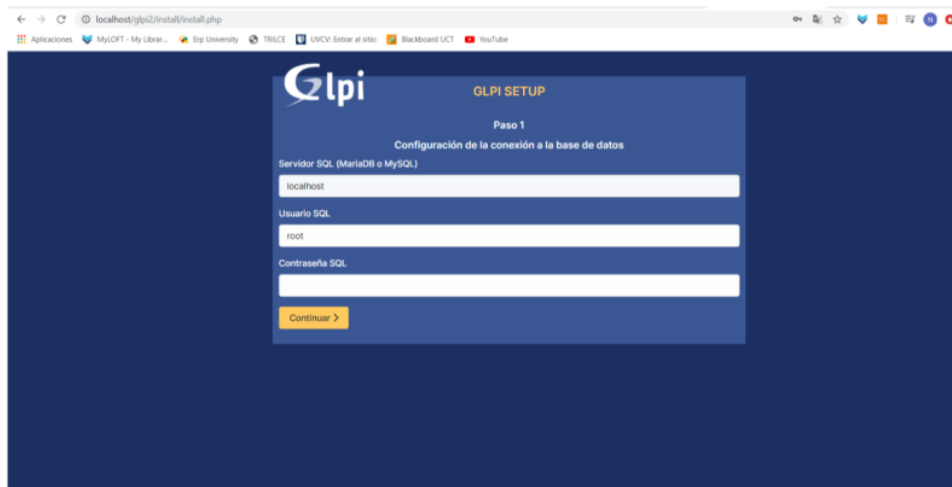 localhost/glpi2/install/install.php
Aplicaciones MyLOFT - My Librar... Erp University TRILCE UVCV: Entrar al sitio Blackboard UCT YouTube
Glpi
GLPI SETUP
Paso 1
Configuración de la conexión a la base de datos
Servidor SQL (MariaDB o MySQL)
localhost
Usuario SQL
root
Contraseña SQL
Continuar